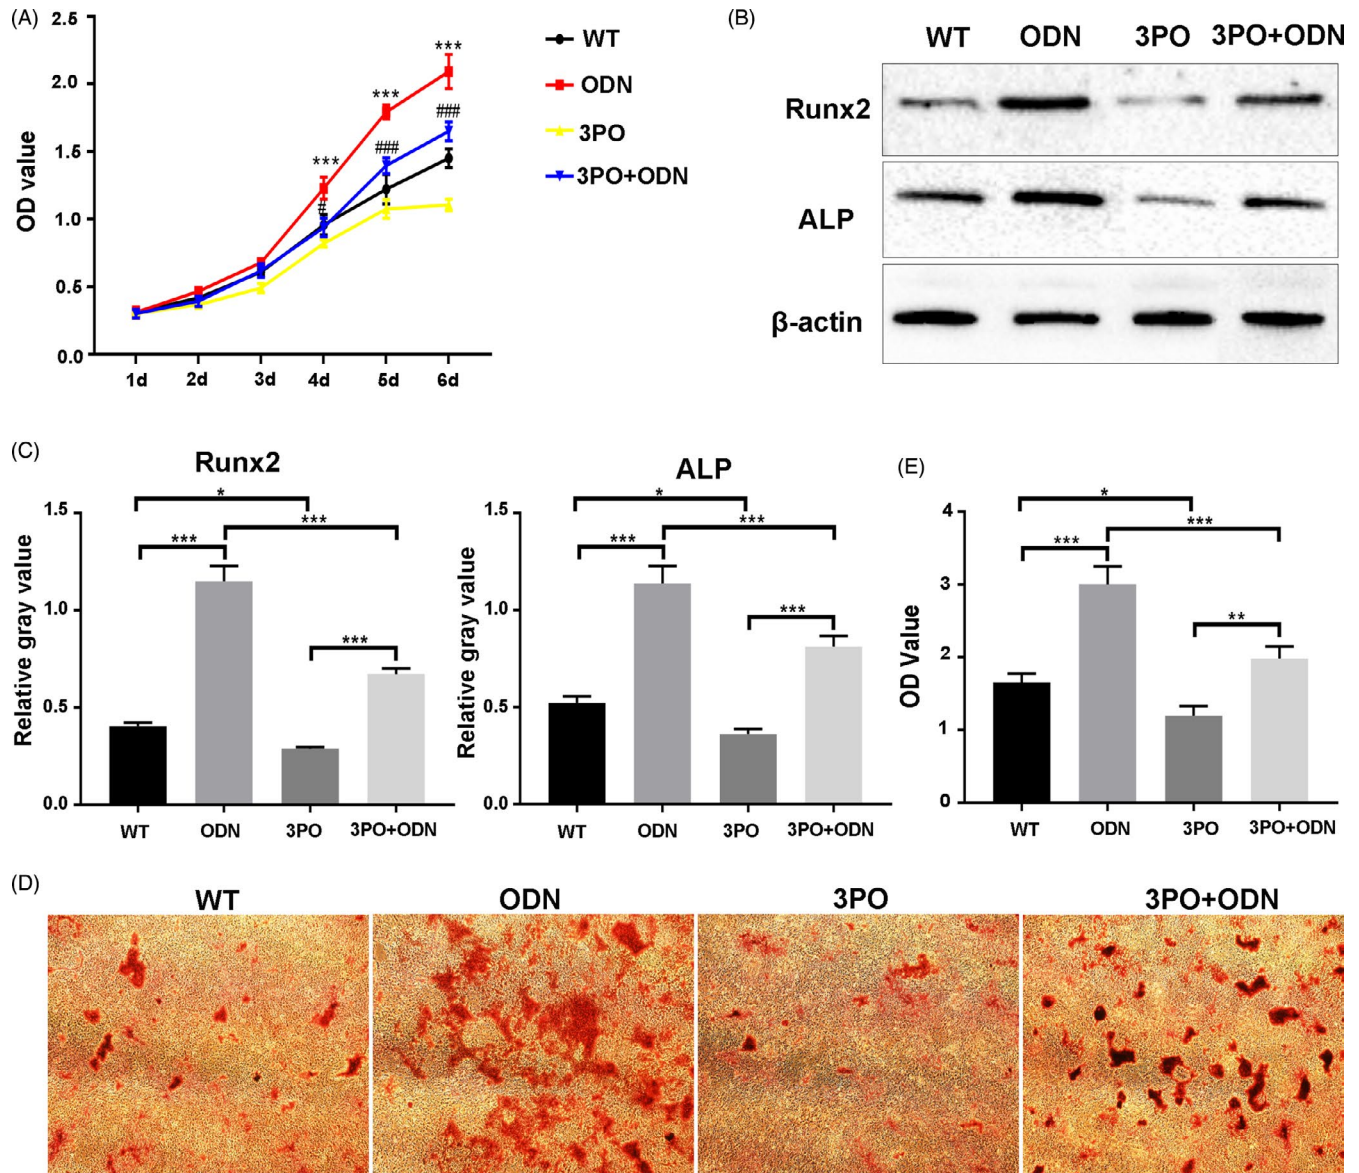 (A)
2.5
2.0
1.5
1.0
0.5
0.0
OD value
1d 2d 3d 4d 5d 6d
***
***
***
#
###
###
WT
ODN
3PO
3PO+ODN
(B)
WT ODN 3PO 3PO+ODN
Runx2
ALP
β-actin
(C)
Runx2
1.5
1.0
0.5
0.0
Relative gray value
*
***
***
***
WT ODN 3PO 3PO+ODN
ALP
1.5
1.0
0.5
0.0
Relative gray value
*
***
***
***
WT ODN 3PO 3PO+ODN
(E)
4
3
2
1
0
OD Value
*
***
***
**
WT ODN 3PO 3PO+ODN
(D)
WT ODN 3PO 3PO+ODN